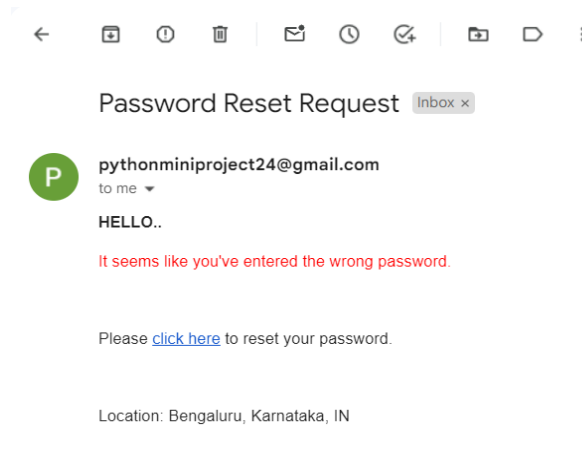 Password Reset Request Inbox ×
P
pythonminiproject24@gmail.com
to me
HELLO..
It seems like you've entered the wrong password.
Please click here to reset your password.
Location: Bengaluru, Karnataka, IN